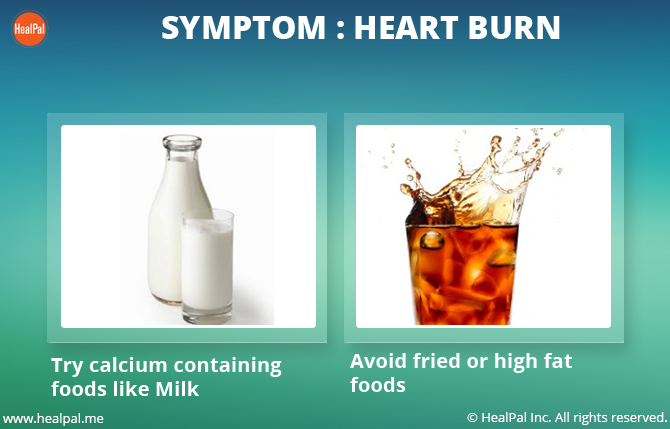 HealPal
SYMPTOM : HEART BURN
Try calcium containing
foods like Milk
Avoid fried or high fat
foods
www.healpal.me
© HealPal Inc. All rights reserved.